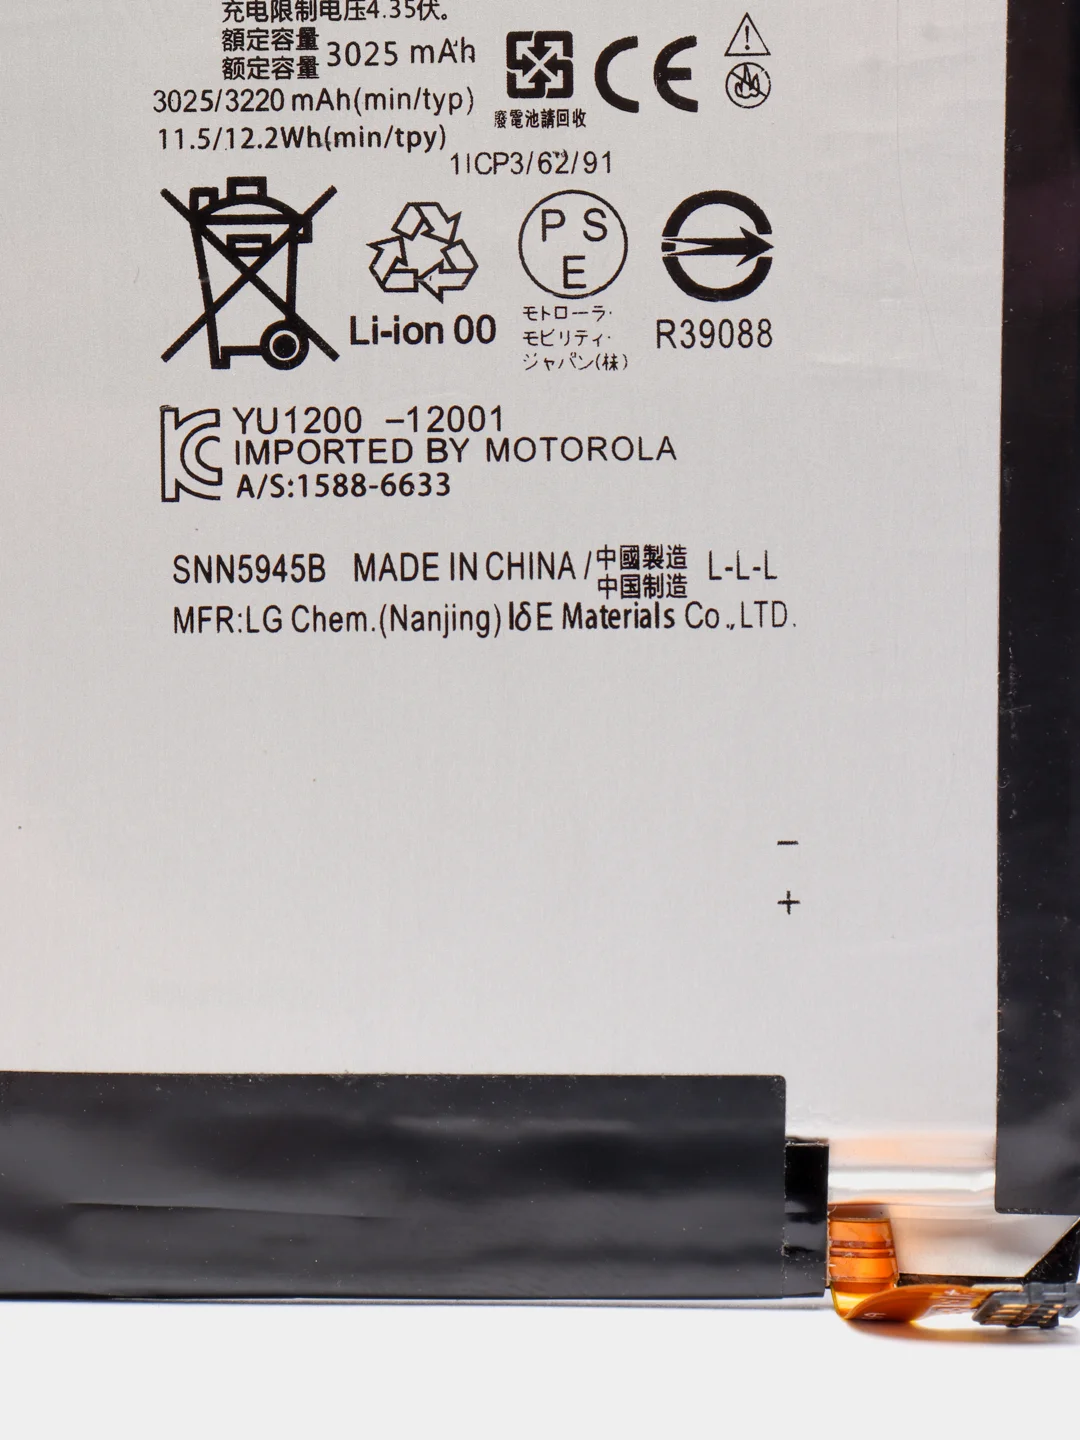 充电限制电压4.35伏。
額定容量
额定容量 3025 mAh
3025/3220 mAh(min/typ)
11.5/12.2Wh(min/tpy)
廢電池請回收
CE
1ICP3/62/91
Li-ion 00
PSE
モトローラ·
モビリティ·
ジャパン(株)
R39088
YU1200 -12001
IMPORTED BY MOTOROLA
A/S:1588-6633
SNN5945B MADE IN CHINA / 中國製造 L-L-L
中国制造
MFR:LG Chem.(Nanjing) IδE Materials Co.,LTD.
−
+